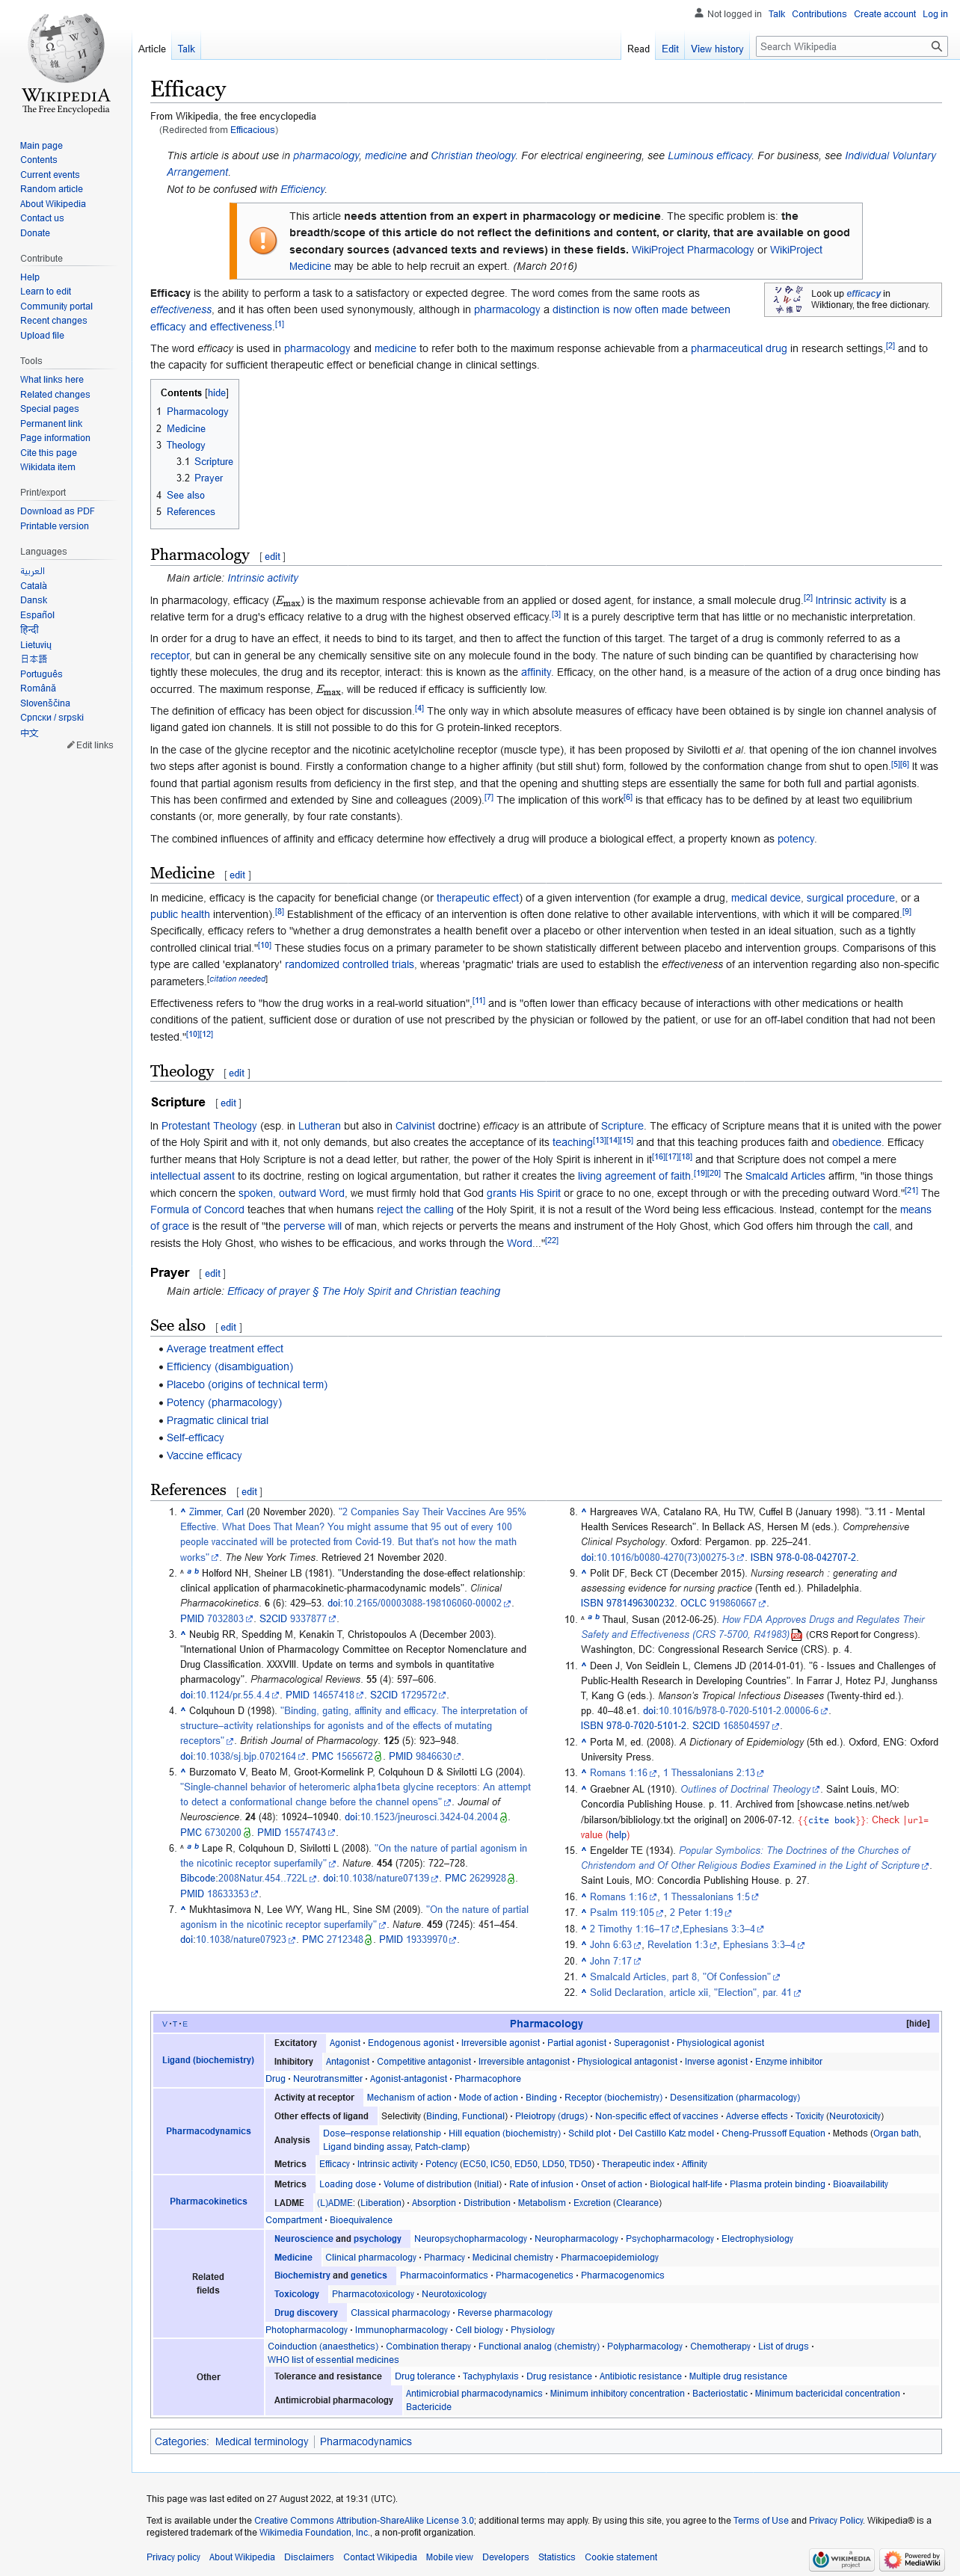 Not logged in Talk Contributions Create account Log in
Article Talk Read Edit View history Search Wikipedia
WIKIPEDIA
The Free Encyclopedia
Main page
Contents
Current events
Random article
About Wikipedia
Contact us
Donate
Contribute
Help
Learn to edit
Community portal
Recent changes
Upload file
Tools
What links here
Related changes
Special pages
Permanent link
Page information
Cite this page
Wikidata item
Print/export
Download as PDF
Printable version
Languages
العربية
Català
Dansk
Español
हिन्दी
Lietuvių
日本語
Português
Română
Slovenščina
Српски / srpski
中文
Edit links
Efficacy
From Wikipedia, the free encyclopedia
(Redirected from Efficacious)
This article is about use in pharmacology, medicine and Christian theology. For electrical engineering, see Luminous efficacy. For business, see Individual Voluntary
Arrangement.
Not to be confused with Efficiency.
This article needs attention from an expert in pharmacology or medicine. The specific problem is: the
breadth/scope of this article do not reflect the definitions and content, or clarity, that are available on good
secondary sources (advanced texts and reviews) in these fields. WikiProject Pharmacology or WikiProject
Medicine may be able to help recruit an expert. (March 2016)
Look up efficacy in
Wiktionary, the free dictionary.
Efficacy is the ability to perform a task to a satisfactory or expected degree. The word comes from the same roots as
effectiveness, and it has often been used synonymously, although in pharmacology a distinction is now often made between
efficacy and effectiveness.[1]
The word efficacy is used in pharmacology and medicine to refer both to the maximum response achievable from a pharmaceutical drug in research settings,[2] and to
the capacity for sufficient therapeutic effect or beneficial change in clinical settings.
Contents [hide]
1 Pharmacology
2 Medicine
3 Theology
3.1 Scripture
3.2 Prayer
4 See also
5 References
Pharmacology [ edit ]
Main article: Intrinsic activity
In pharmacology, efficacy (Emax) is the maximum response achievable from an applied or dosed agent, for instance, a small molecule drug.[2] Intrinsic activity is a
relative term for a drug's efficacy relative to a drug with the highest observed efficacy.[3] It is a purely descriptive term that has little or no mechanistic interpretation.
In order for a drug to have an effect, it needs to bind to its target, and then to affect the function of this target. The target of a drug is commonly referred to as a
receptor, but can in general be any chemically sensitive site on any molecule found in the body. The nature of such binding can be quantified by characterising how
tightly these molecules, the drug and its receptor, interact: this is known as the affinity. Efficacy, on the other hand, is a measure of the action of a drug once binding
has occurred. The maximum response, Emax, will be reduced if efficacy is sufficiently low.
The definition of efficacy has been object for discussion.[4] The only way in which absolute measures of efficacy have been obtained is by single ion channel analysis of
ligand gated ion channels. It is still not possible to do this for G protein-linked receptors.
In the case of the glycine receptor and the nicotinic acetylcholine receptor (muscle type), it has been proposed by Sivilotti et al. that opening of the ion channel involves
two steps after agonist is bound. Firstly a conformation change to a higher affinity (but still shut) form, followed by the conformation change from shut to open.[5][6] It was
found that partial agonism results from deficiency in the first step, and that the opening and shutting steps are essentially the same for both full and partial agonists.
This has been confirmed and extended by Sine and colleagues (2009).[7] The implication of this work[6] is that efficacy has to be defined by at least two equilibrium
constants (or, more generally, by four rate constants).
The combined influences of affinity and efficacy determine how effectively a drug will produce a biological effect, a property known as potency.
Medicine [ edit ]
In medicine, efficacy is the capacity for beneficial change (or therapeutic effect) of a given intervention (for example a drug, medical device, surgical procedure, or a
public health intervention).[8] Establishment of the efficacy of an intervention is often done relative to other available interventions, with which it will be compared.[9]
Specifically, efficacy refers to "whether a drug demonstrates a health benefit over a placebo or other intervention when tested in an ideal situation, such as a tightly
controlled clinical trial."[10] These studies focus on a primary parameter to be shown statistically different between placebo and intervention groups. Comparisons of this
type are called 'explanatory' randomized controlled trials, whereas 'pragmatic' trials are used to establish the effectiveness of an intervention regarding also non-specific
parameters.[citation needed]
Effectiveness refers to "how the drug works in a real-world situation",[11] and is "often lower than efficacy because of interactions with other medications or health
conditions of the patient, sufficient dose or duration of use not prescribed by the physician or followed by the patient, or use for an off-label condition that had not been
tested."[10][12]
Theology [ edit ]
Scripture [ edit ]
In Protestant Theology (esp. in Lutheran but also in Calvinist doctrine) efficacy is an attribute of Scripture. The efficacy of Scripture means that it is united with the power
of the Holy Spirit and with it, not only demands, but also creates the acceptance of its teaching[13][14][15] and that this teaching produces faith and obedience. Efficacy
further means that Holy Scripture is not a dead letter, but rather, the power of the Holy Spirit is inherent in it[16][17][18] and that Scripture does not compel a mere
intellectual assent to its doctrine, resting on logical argumentation, but rather it creates the living agreement of faith.[19][20] The Smalcald Articles affirm, "in those things
which concern the spoken, outward Word, we must firmly hold that God grants His Spirit or grace to no one, except through or with the preceding outward Word."[21] The
Formula of Concord teaches that when humans reject the calling of the Holy Spirit, it is not a result of the Word being less efficacious. Instead, contempt for the means
of grace is the result of "the perverse will of man, which rejects or perverts the means and instrument of the Holy Ghost, which God offers him through the call, and
resists the Holy Ghost, who wishes to be efficacious, and works through the Word..."[22]
Prayer [ edit ]
Main article: Efficacy of prayer § The Holy Spirit and Christian teaching
See also [ edit ]
• Average treatment effect
• Efficiency (disambiguation)
• Placebo (origins of technical term)
• Potency (pharmacology)
• Pragmatic clinical trial
• Self-efficacy
• Vaccine efficacy
References [ edit ]
1. ^ Zimmer, Carl (20 November 2020). "2 Companies Say Their Vaccines Are 95%
Effective. What Does That Mean? You might assume that 95 out of every 100
people vaccinated will be protected from Covid-19. But that's not how the math
works". The New York Times. Retrieved 21 November 2020.
2. ^ a b Holford NH, Sheiner LB (1981). "Understanding the dose-effect relationship:
clinical application of pharmacokinetic-pharmacodynamic models". Clinical
Pharmacokinetics. 6 (6): 429–53. doi:10.2165/00003088-198106060-00002.
PMID 7032803. S2CID 9337877.
3. ^ Neubig RR, Spedding M, Kenakin T, Christopoulos A (December 2003).
"International Union of Pharmacology Committee on Receptor Nomenclature and
Drug Classification. XXXVIII. Update on terms and symbols in quantitative
pharmacology". Pharmacological Reviews. 55 (4): 597–606.
doi:10.1124/pr.55.4.4. PMID 14657418. S2CID 1729572.
4. ^ Colquhoun D (1998). "Binding, gating, affinity and efficacy. The interpretation of
structure–activity relationships for agonists and of the effects of mutating
receptors". British Journal of Pharmacology. 125 (5): 923–948.
doi:10.1038/sj.bjp.0702164. PMC 1565672. PMID 9846630.
5. ^ Burzomato V, Beato M, Groot-Kormelink P, Colquhoun D & Sivilotti LG (2004).
"Single-channel behavior of heteromeric alpha1beta glycine receptors: An attempt
to detect a conformational change before the channel opens". Journal of
Neuroscience. 24 (48): 10924–10940. doi:10.1523/jneurosci.3424-04.2004.
PMC 6730200. PMID 15574743.
6. ^ a b Lape R, Colquhoun D, Sivilotti L (2008). "On the nature of partial agonism in
the nicotinic receptor superfamily". Nature. 454 (7205): 722–728.
Bibcode:2008Natur.454..722L. doi:10.1038/nature07139. PMC 2629928.
PMID 18633353.
7. ^ Mukhtasimova N, Lee WY, Wang HL, Sine SM (2009). "On the nature of partial
agonism in the nicotinic receptor superfamily". Nature. 459 (7245): 451–454.
doi:10.1038/nature07923. PMC 2712348. PMID 19339970.
8. ^ Hargreaves WA, Catalano RA, Hu TW, Cuffel B (January 1998). "3.11 - Mental
Health Services Research". In Bellack AS, Hersen M (eds.). Comprehensive
Clinical Psychology. Oxford: Pergamon. pp. 225–241.
doi:10.1016/b0080-4270(73)00275-3. ISBN 978-0-08-042707-2.
9. ^ Polit DF, Beck CT (December 2015). Nursing research : generating and
assessing evidence for nursing practice (Tenth ed.). Philadelphia.
ISBN 9781496300232. OCLC 919860667.
10. ^ a b Thaul, Susan (2012-06-25). How FDA Approves Drugs and Regulates Their
Safety and Effectiveness (CRS 7-5700, R41983) (CRS Report for Congress).
Washington, DC: Congressional Research Service (CRS). p. 4.
11. ^ Deen J, Von Seidlein L, Clemens JD (2014-01-01). "6 - Issues and Challenges of
Public-Health Research in Developing Countries". In Farrar J, Hotez PJ, Junghanss
T, Kang G (eds.). Manson's Tropical Infectious Diseases (Twenty-third ed.).
pp. 40–48.e1. doi:10.1016/b978-0-7020-5101-2.00006-6.
ISBN 978-0-7020-5101-2. S2CID 168504597.
12. ^ Porta M, ed. (2008). A Dictionary of Epidemiology (5th ed.). Oxford, ENG: Oxford
University Press.
13. ^ Romans 1:16, 1 Thessalonians 2:13
14. ^ Graebner AL (1910). Outlines of Doctrinal Theology. Saint Louis, MO:
Concordia Publishing House. p. 11. Archived from [showcase.netins.net/web
/bilarson/bibliology.txt the original] on 2006-07-12. {{cite book}}: Check |url=
value (help)
15. ^ Engelder TE (1934). Popular Symbolics: The Doctrines of the Churches of
Christendom and Of Other Religious Bodies Examined in the Light of Scripture.
Saint Louis, MO: Concordia Publishing House. p. 27.
16. ^ Romans 1:16, 1 Thessalonians 1:5
17. ^ Psalm 119:105, 2 Peter 1:19
18. ^ 2 Timothy 1:16–17,Ephesians 3:3–4
19. ^ John 6:63, Revelation 1:3, Ephesians 3:3–4
20. ^ John 7:17
21. ^ Smalcald Articles, part 8, "Of Confession"
22. ^ Solid Declaration, article xii, "Election", par. 41
V · T · E Pharmacology [hide]
Ligand (biochemistry)
Excitatory Agonist · Endogenous agonist · Irreversible agonist · Partial agonist · Superagonist · Physiological agonist
Inhibitory Antagonist · Competitive antagonist · Irreversible antagonist · Physiological antagonist · Inverse agonist · Enzyme inhibitor
Drug · Neurotransmitter · Agonist-antagonist · Pharmacophore
Pharmacodynamics
Activity at receptor Mechanism of action · Mode of action · Binding · Receptor (biochemistry) · Desensitization (pharmacology)
Other effects of ligand Selectivity (Binding, Functional) · Pleiotropy (drugs) · Non-specific effect of vaccines · Adverse effects · Toxicity (Neurotoxicity)
Analysis Dose–response relationship · Hill equation (biochemistry) · Schild plot · Del Castillo Katz model · Cheng-Prussoff Equation · Methods (Organ bath,
Ligand binding assay, Patch-clamp)
Metrics Efficacy · Intrinsic activity · Potency (EC50, IC50, ED50, LD50, TD50) · Therapeutic index · Affinity
Pharmacokinetics
Metrics Loading dose · Volume of distribution (Initial) · Rate of infusion · Onset of action · Biological half-life · Plasma protein binding · Bioavailability
LADME (L)ADME: (Liberation) · Absorption · Distribution · Metabolism · Excretion (Clearance)
Compartment · Bioequivalence
Related
fields
Neuroscience and psychology Neuropsychopharmacology · Neuropharmacology · Psychopharmacology · Electrophysiology
Medicine Clinical pharmacology · Pharmacy · Medicinal chemistry · Pharmacoepidemiology
Biochemistry and genetics Pharmacoinformatics · Pharmacogenetics · Pharmacogenomics
Toxicology Pharmacotoxicology · Neurotoxicology
Drug discovery Classical pharmacology · Reverse pharmacology
Photopharmacology · Immunopharmacology · Cell biology · Physiology
Other
Coinduction (anaesthetics) · Combination therapy · Functional analog (chemistry) · Polypharmacology · Chemotherapy · List of drugs ·
WHO list of essential medicines
Tolerance and resistance Drug tolerance · Tachyphylaxis · Drug resistance · Antibiotic resistance · Multiple drug resistance
Antimicrobial pharmacology Antimicrobial pharmacodynamics · Minimum inhibitory concentration · Bacteriostatic · Minimum bactericidal concentration ·
Bactericide
Categories: Medical terminology | Pharmacodynamics
This page was last edited on 27 August 2022, at 19:31 (UTC).
Text is available under the Creative Commons Attribution-ShareAlike License 3.0; additional terms may apply. By using this site, you agree to the Terms of Use and Privacy Policy. Wikipedia® is a
registered trademark of the Wikimedia Foundation, Inc., a non-profit organization.
Privacy policy About Wikipedia Disclaimers Contact Wikipedia Mobile view Developers Statistics Cookie statement
a WIKIMEDIA project
Powered by MediaWiki